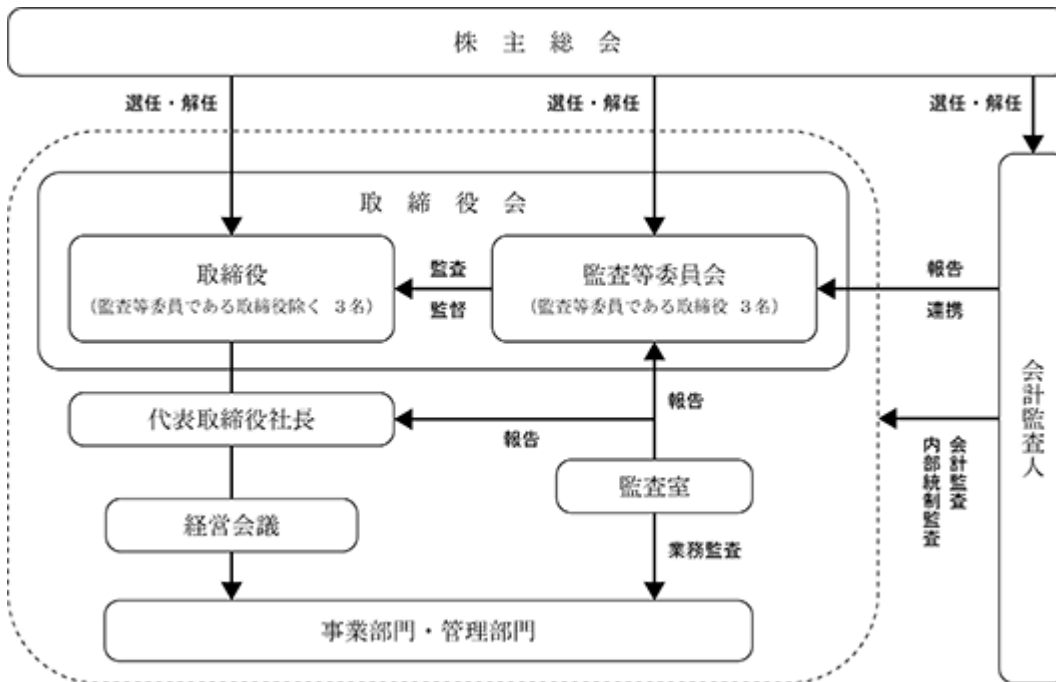 株主総会
選任・解任
選任・解任
選任・解任
取締役会
取締役
(監査等委員である取締役除く 3名)
監査
監督
監査等委員会
(監査等委員である取締役 3名)
報告
連携
代表取締役社長
報告
報告
会計監査人
経営会議
監査室
会計監査
内部統制監査
業務監査
事業部門・管理部門